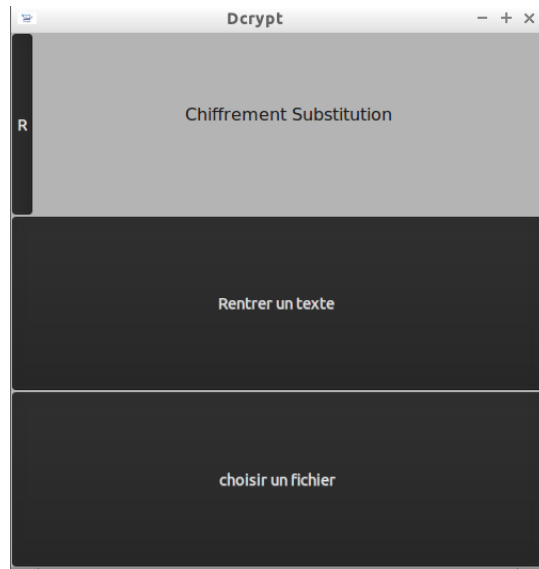 Dcrypt
Chiffrement Substitution
R
Rentrer un texte
choisir un fichier